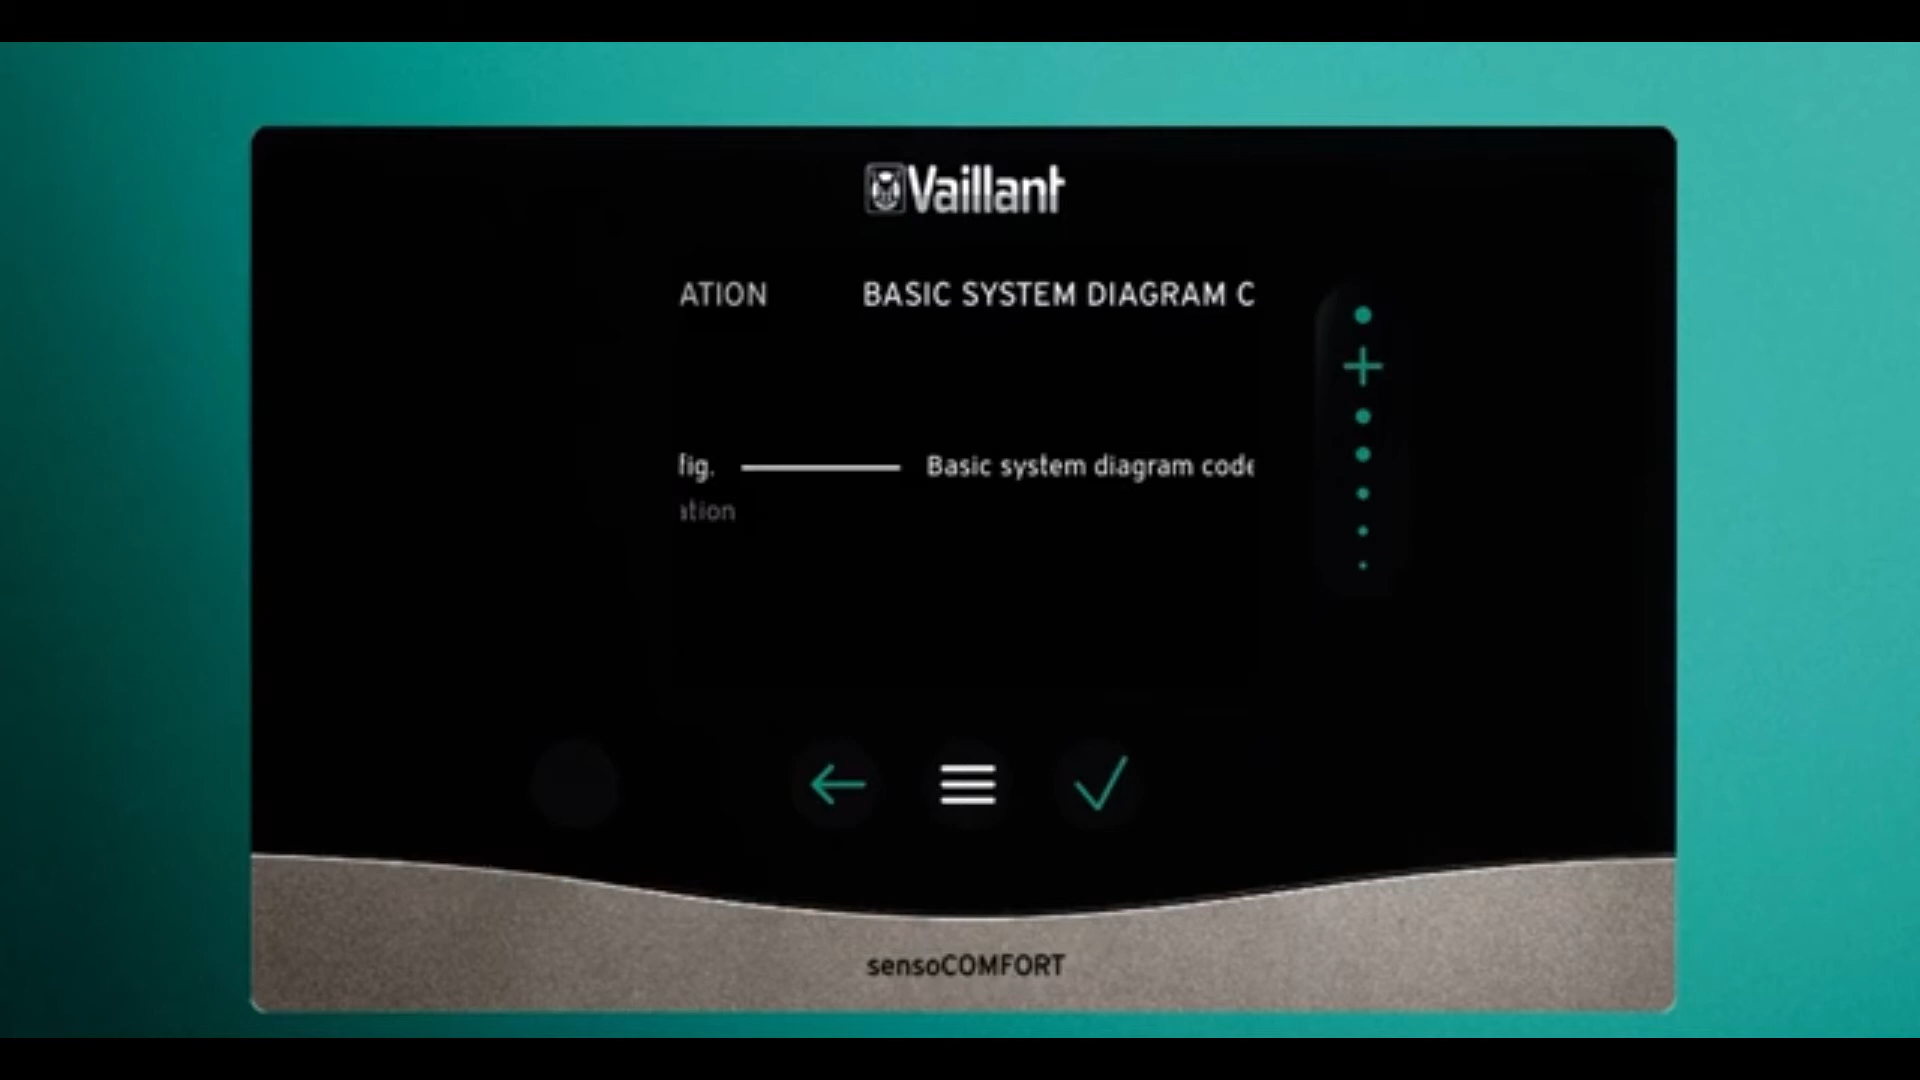 Vaillant
ATION BASIC SYSTEM DIAGRAM C
fig. Basic system diagram code
ation
sensoCOMFORT